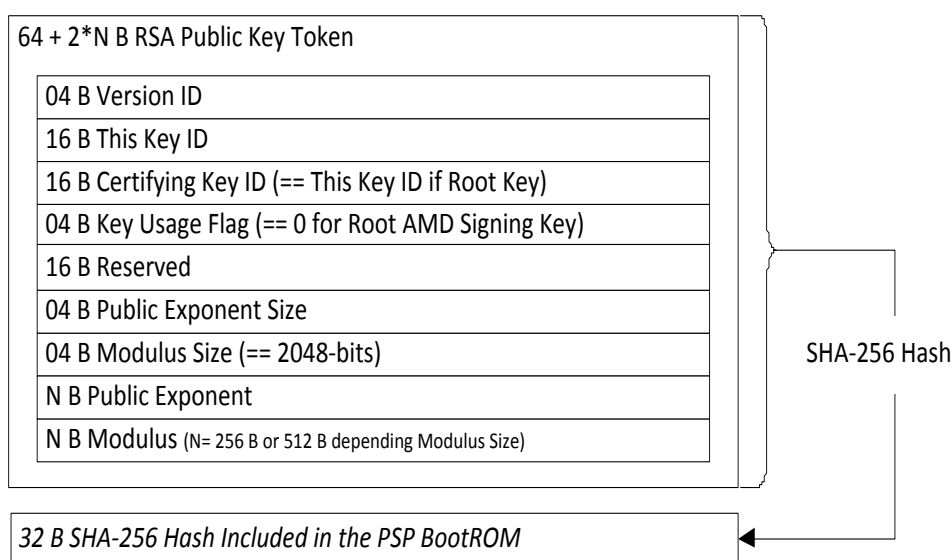 64 + 2*N B RSA Public Key Token
04 B Version ID
16 B This Key ID
16 B Certifying Key ID (== This Key ID if Root Key)
04 B Key Usage Flag (== 0 for Root AMD Signing Key)
16 B Reserved
04 B Public Exponent Size
04 B Modulus Size (== 2048-bits)
N B Public Exponent
N B Modulus (N= 256 B or 512 B depending Modulus Size)
SHA-256 Hash
32 B SHA-256 Hash Included in the PSP BootROM